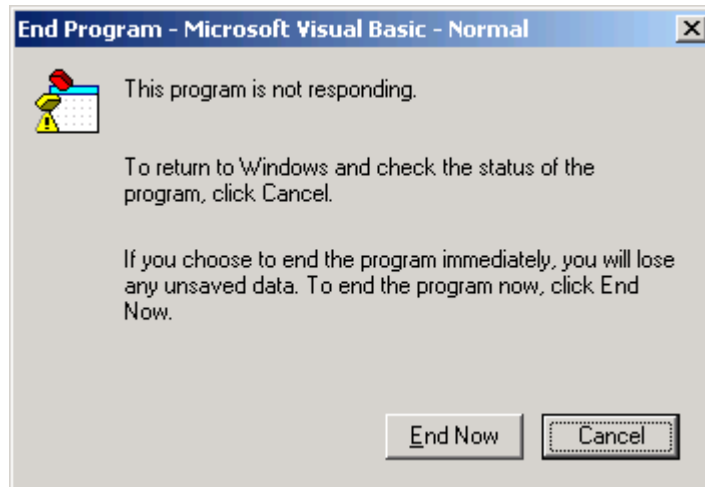 End Program - Microsoft Visual Basic - Normal
This program is not responding.
To return to Windows and check the status of the
program, click Cancel.
If you choose to end the program immediately, you will lose
any unsaved data. To end the program now, click End
Now.
End Now Cancel